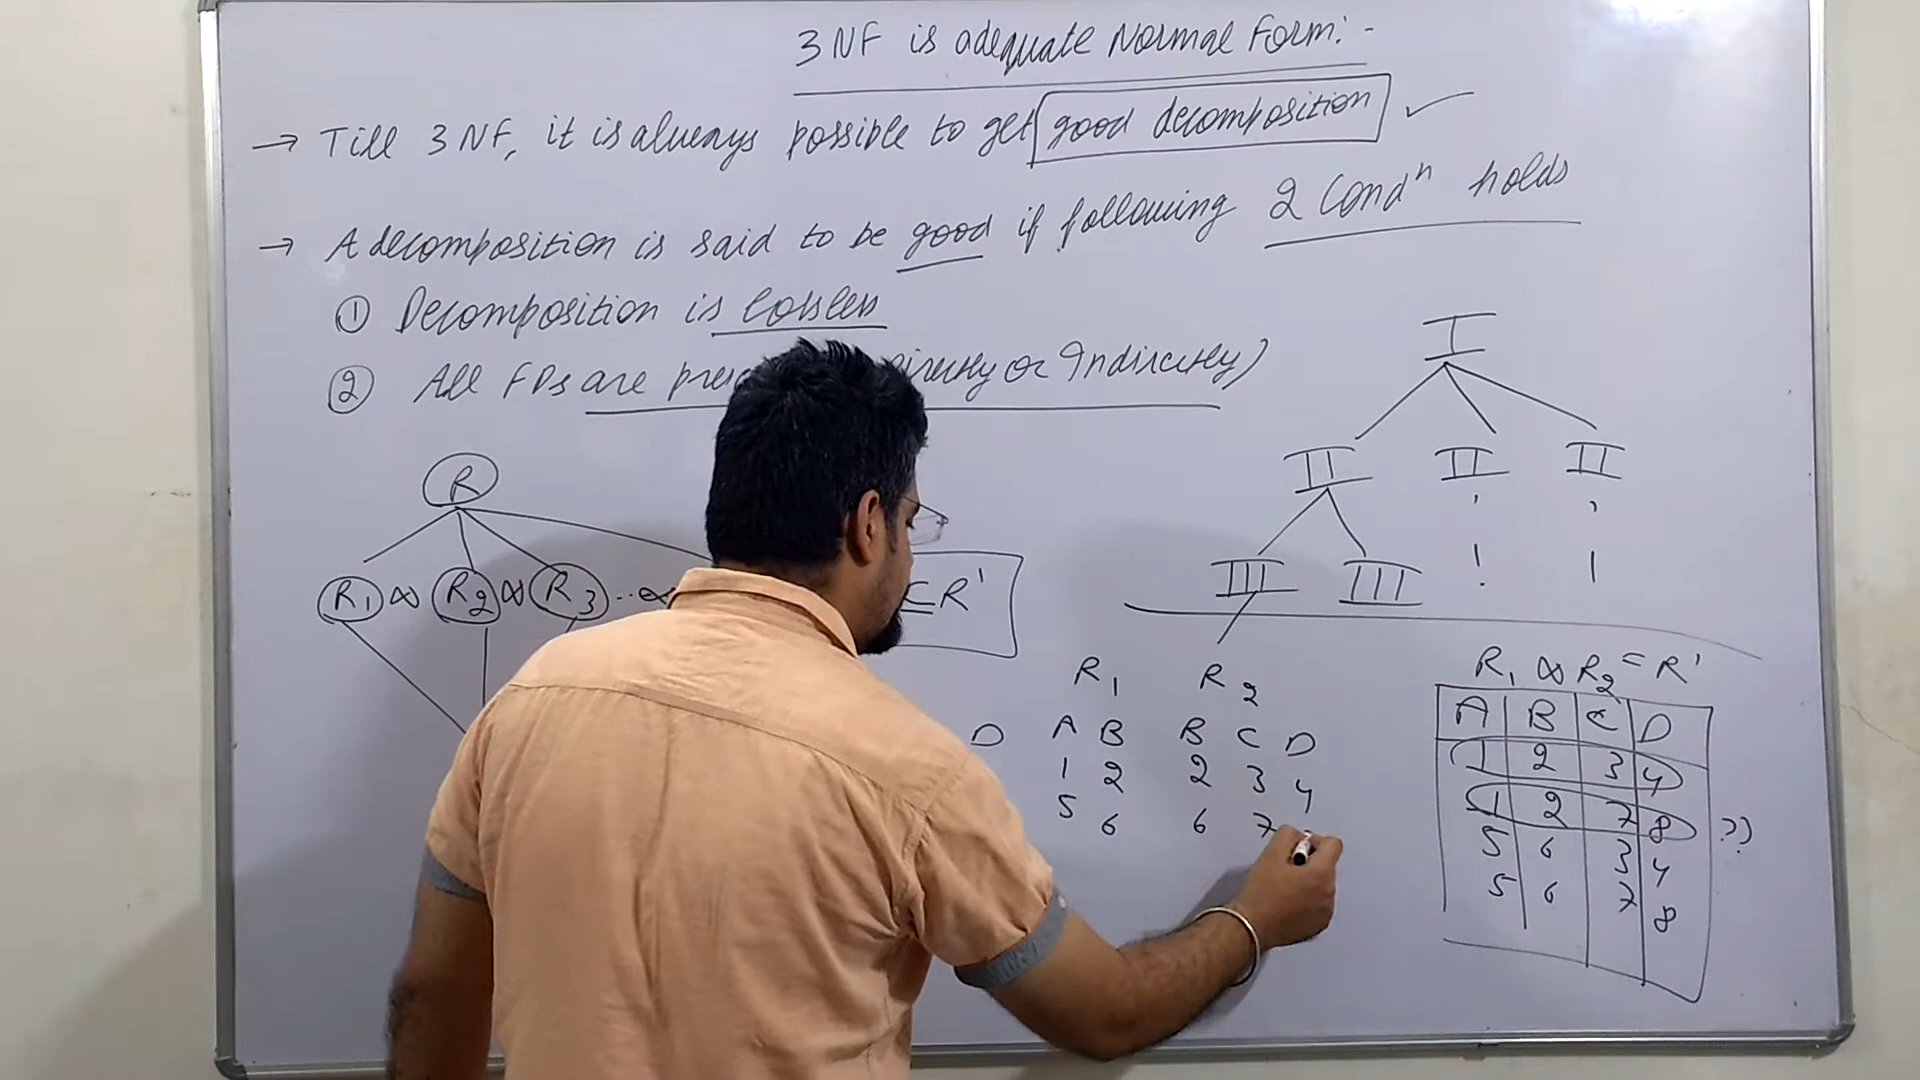 3NF is adequate Normal Form:-
→ Till 3NF, it is always possible to get good decomposition ✓
→ A decomposition is said to be good if following 2 Condⁿ holds
① Decomposition is lossless
② All FDs are directly or Indirectly)
I
II II II
III III
R
R1 ∞ R2 ∞ R3 ..∞
⊆R'
R1 R2
D A B B C D
1 2 2 3 4
5 6 6 7
R1 ∞ R2 = R'
A B C D
1 2 3 4
1 2 7 8 ??
5 6 3 4
5 6 7 8